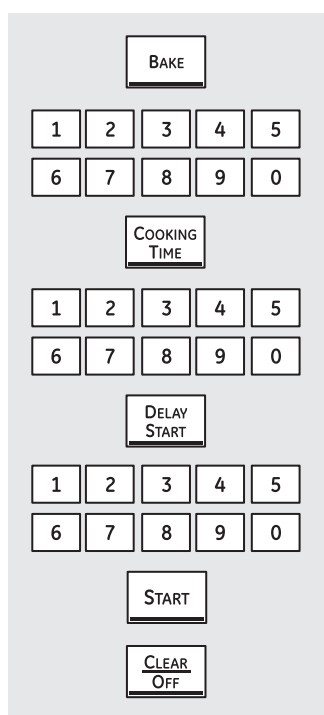 BAKE
1 2 3 4 5
6 7 8 9 0
COOKING
TIME
1 2 3 4 5
6 7 8 9 0
DELAY
START
1 2 3 4 5
6 7 8 9 0
START
CLEAR
OFF